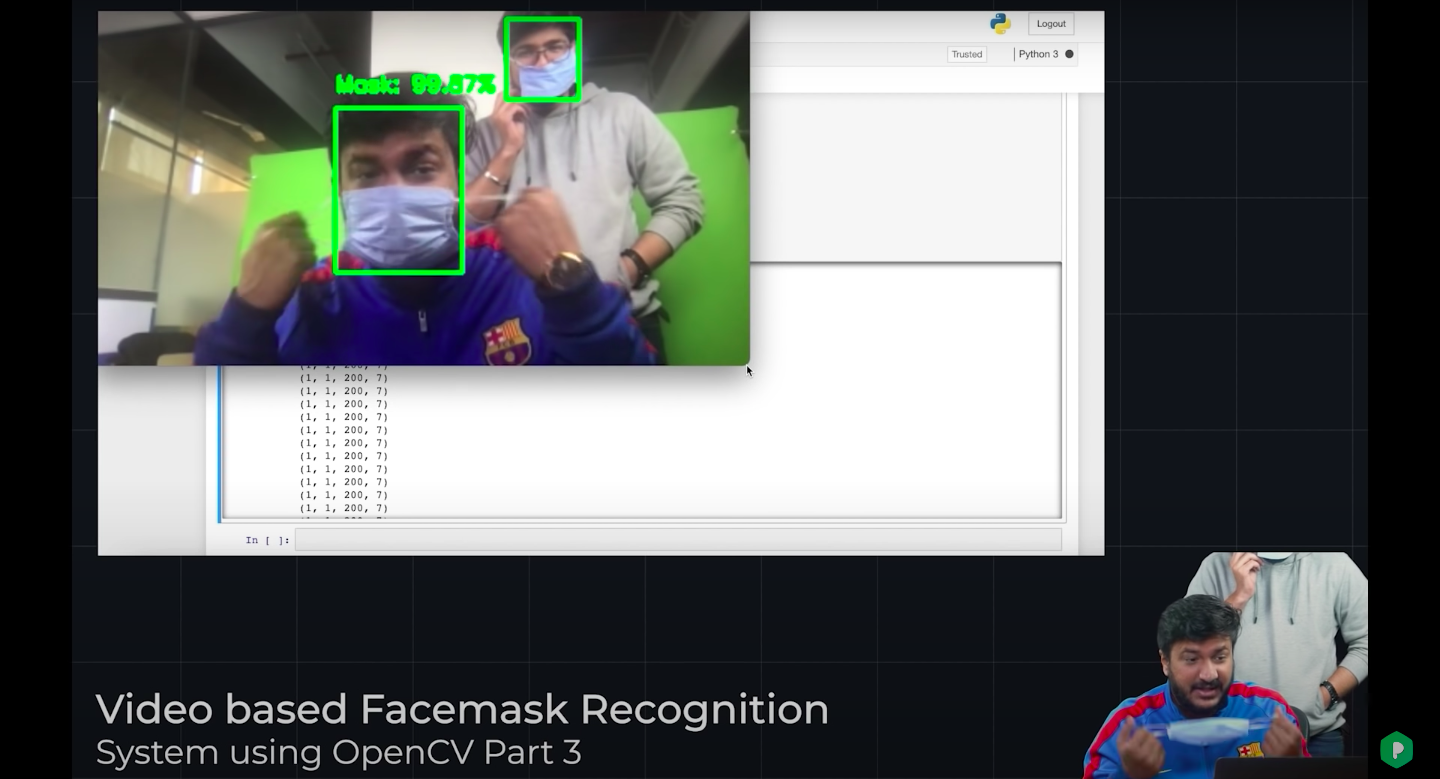 Logout
Mask: 99.87%
Trusted
Python 3
(1, 1, 200, 7)
(1, 1, 200, 7)
(1, 1, 200, 7)
(1, 1, 200, 7)
(1, 1, 200, 7)
(1, 1, 200, 7)
(1, 1, 200, 7)
(1, 1, 200, 7)
(1, 1, 200, 7)
(1, 1, 200, 7)
(1, 1, 200, 7)
In [ ]:
Video based Facemask Recognition
System using OpenCV Part 3